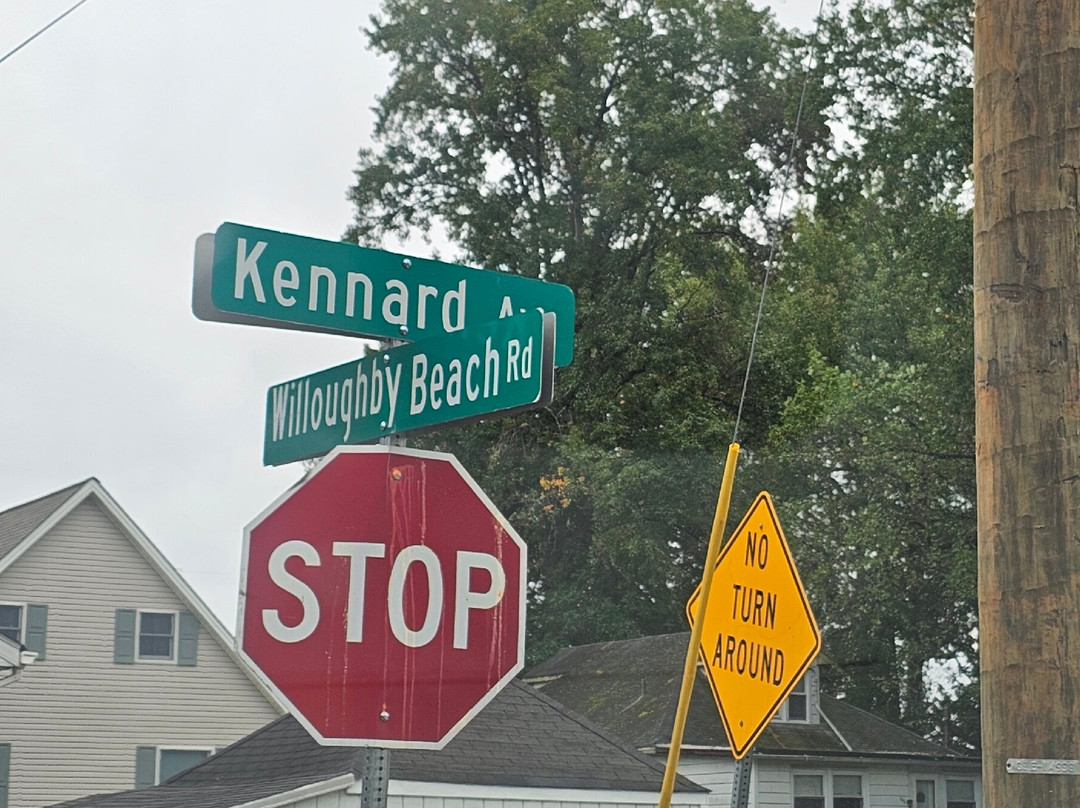 Kennard
Willoughby Beach Rd
STOP
NO
TURN
AROUND